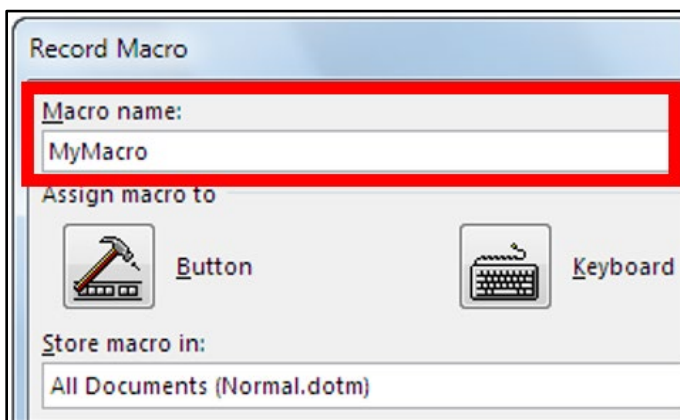 Record Macro
Macro name:
MyMacro
Assign macro to
Button
Keyboard
Store macro in:
All Documents (Normal.dotm)